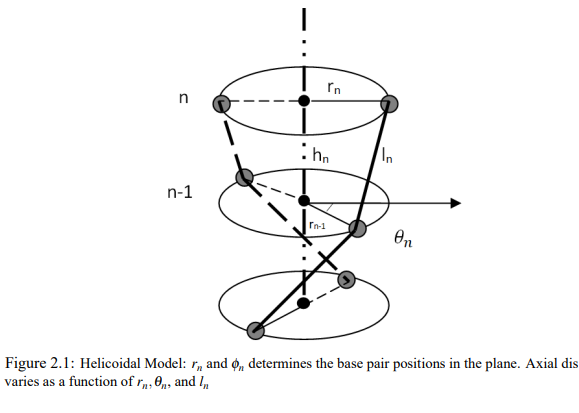 n
rₙ
hₙ
lₙ
n-1
rₙ₋₁
θₙ
Figure 2.1: Helicoidal Model: rₙ and ϕₙ determines the base pair positions in the plane. Axial dis
varies as a function of rₙ, θₙ, and lₙ